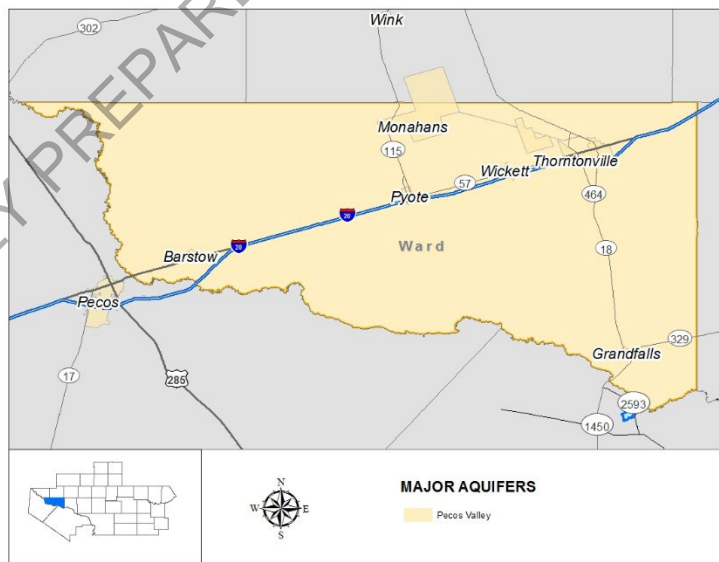 302
Wink
Monahans
115
Thorntonville
Wickett
57
Pyote
464
20
20
18
Barstow
Ward
Pecos
Grandfalls
329
285
17
2593
1450
N
W E
S
MAJOR AQUIFERS
Pecos Valley
Y PREPARE